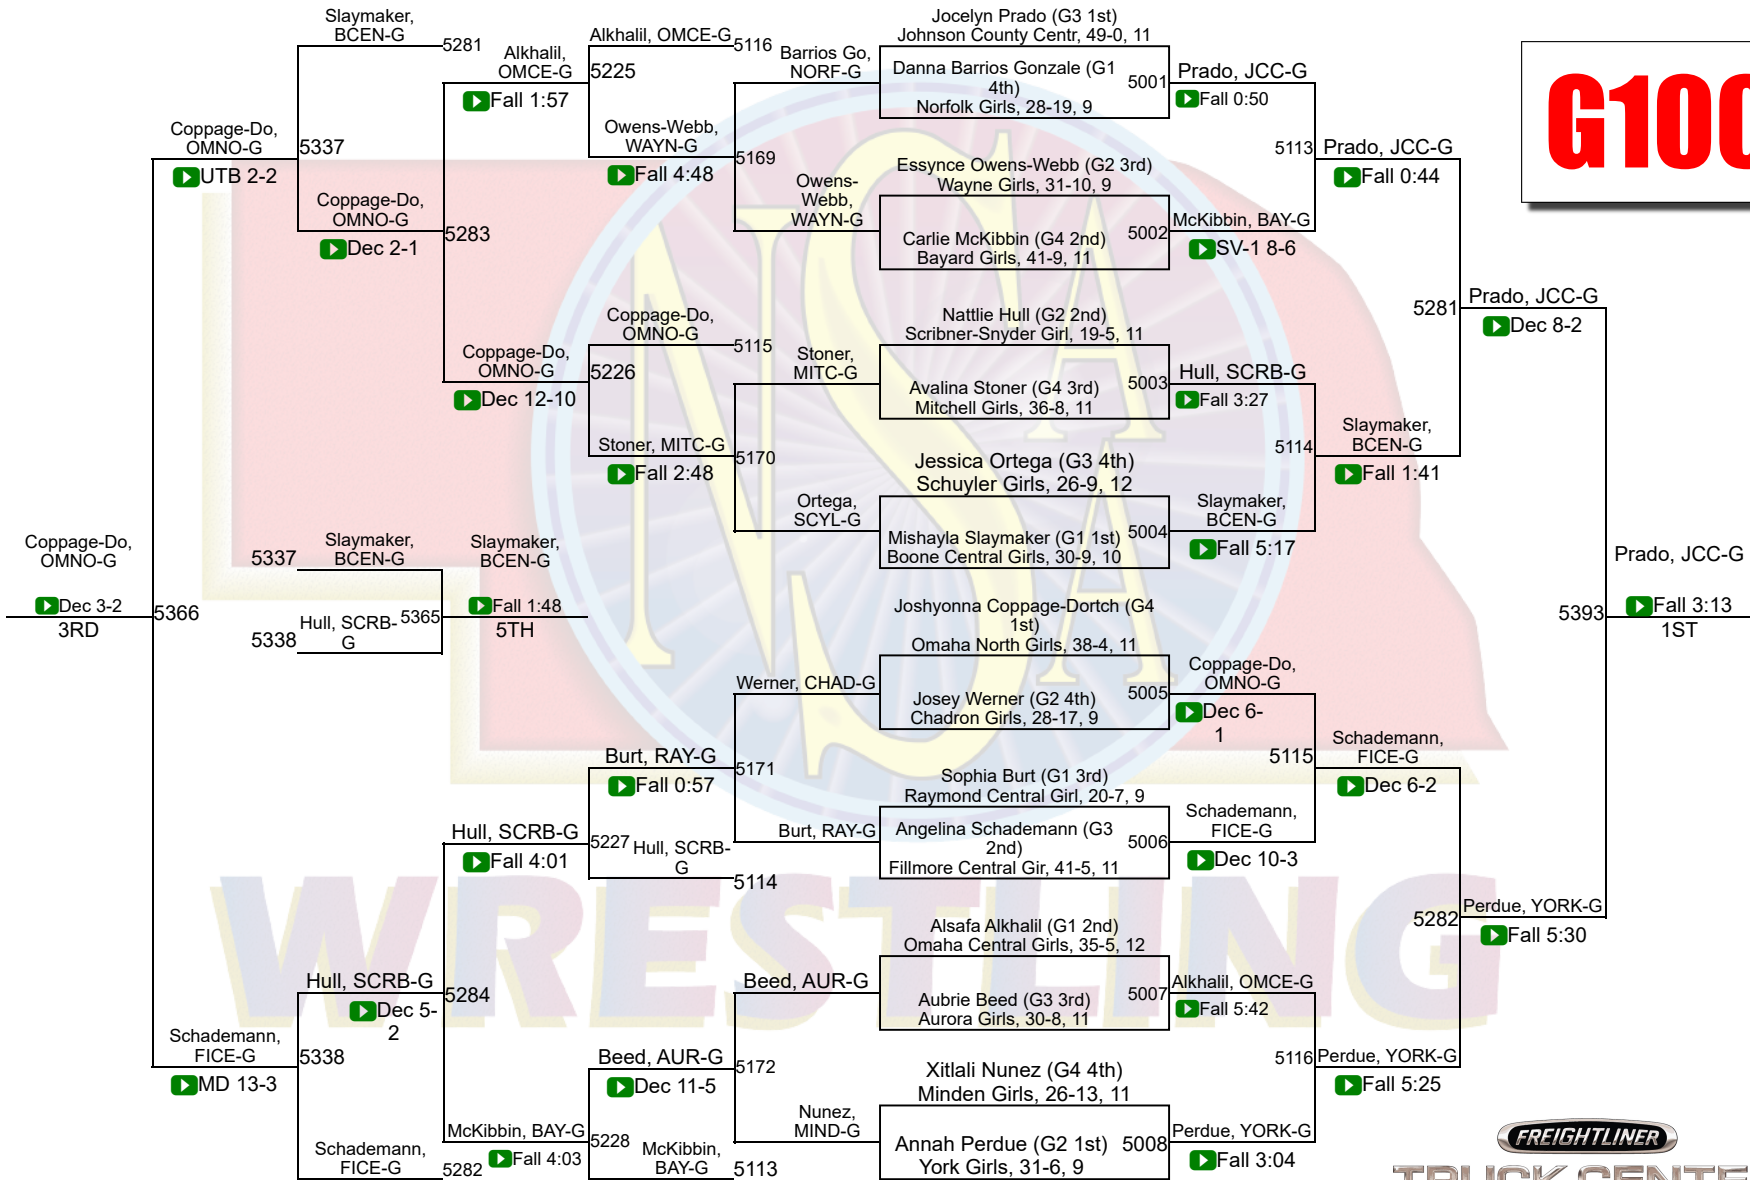 Slaymaker,
BCEN-G
5281
Alkhalil,
OMCE-G
Fall 1:57
Alkhalil, OMCE-G
5116
5225
Barrios Go,
NORF-G
Owens-Webb,
WAYN-G
Fall 4:48
5169
Owens-
Webb,
WAYN-G
Coppage-Do,
OMNO-G
UTB 2-2
5337
Coppage-Do,
OMNO-G
Dec 2-1
5283
Coppage-Do,
OMNO-G
Dec 12-10
Coppage-Do,
OMNO-G
5115
5226
Stoner,
MITC-G
Stoner, MITC-G
Fall 2:48
5170
Ortega,
SCYL-G
Jocelyn Prado (G3 1st)
Johnson County Centr, 49-0, 11
Danna Barrios Gonzale (G1
4th)
Norfolk Girls, 28-19, 9
5001
Prado, JCC-G
Fall 0:50
Essynce Owens-Webb (G2 3rd)
Wayne Girls, 31-10, 9
Carlie McKibbin (G4 2nd)
Bayard Girls, 41-9, 11
5002
McKibbin, BAY-G
SV-1 8-6
5113
Prado, JCC-G
Fall 0:44
Nattlie Hull (G2 2nd)
Scribner-Snyder Girl, 19-5, 11
Avalina Stoner (G4 3rd)
Mitchell Girls, 36-8, 11
5003
Hull, SCRB-G
Fall 3:27
Jessica Ortega (G3 4th)
Schuyler Girls, 26-9, 12
Mishayla Slaymaker (G1 1st)
Boone Central Girls, 30-9, 10
5004
Slaymaker,
BCEN-G
Fall 5:17
5114
Slaymaker,
BCEN-G
Fall 1:41
5281
Prado, JCC-G
Dec 8-2
G100
Coppage-Do,
OMNO-G
Dec 3-2
3RD
5366
5337
Slaymaker,
BCEN-G
5338
Hull, SCRB-
G
5365
Slaymaker,
BCEN-G
Fall 1:48
5TH
Joshyonna Coppage-Dortch (G4
1st)
Omaha North Girls, 38-4, 11
Josey Werner (G2 4th)
Chadron Girls, 28-17, 9
5005
Coppage-Do,
OMNO-G
Dec 6-
1
Werner, CHAD-G
Burt, RAY-G
Fall 0:57
5171
Burt, RAY-G
Sophia Burt (G1 3rd)
Raymond Central Girl, 20-7, 9
Angelina Schademann (G3
2nd)
Fillmore Central Gir, 41-5, 11
5006
Schademann,
FICE-G
Dec 10-3
5115
Schademann,
FICE-G
Dec 6-2
5393
Prado, JCC-G
Fall 3:13
1ST
Hull, SCRB-G
Fall 4:01
5227
Hull, SCRB-
G
5114
Hull, SCRB-G
Dec 5-
2
5284
Schademann,
FICE-G
MD 13-3
5338
Schademann,
FICE-G
5282
McKibbin, BAY-G
Fall 4:03
5228
McKibbin,
BAY-G
5113
Beed, AUR-G
Beed, AUR-G
Dec 11-5
5172
Nunez,
MIND-G
Alsafa Alkhalil (G1 2nd)
Omaha Central Girls, 35-5, 12
Aubrie Beed (G3 3rd)
Aurora Girls, 30-8, 11
5007
Alkhalil, OMCE-G
Fall 5:42
Xitlali Nunez (G4 4th)
Minden Girls, 26-13, 11
Annah Perdue (G2 1st)
York Girls, 31-6, 9
5008
Perdue, YORK-G
Fall 3:04
5116
Perdue, YORK-G
Fall 5:25
5282
Perdue, YORK-G
Fall 5:30
NSAA
WRESTLING
FREIGHTLINER
TRUCK CENTE